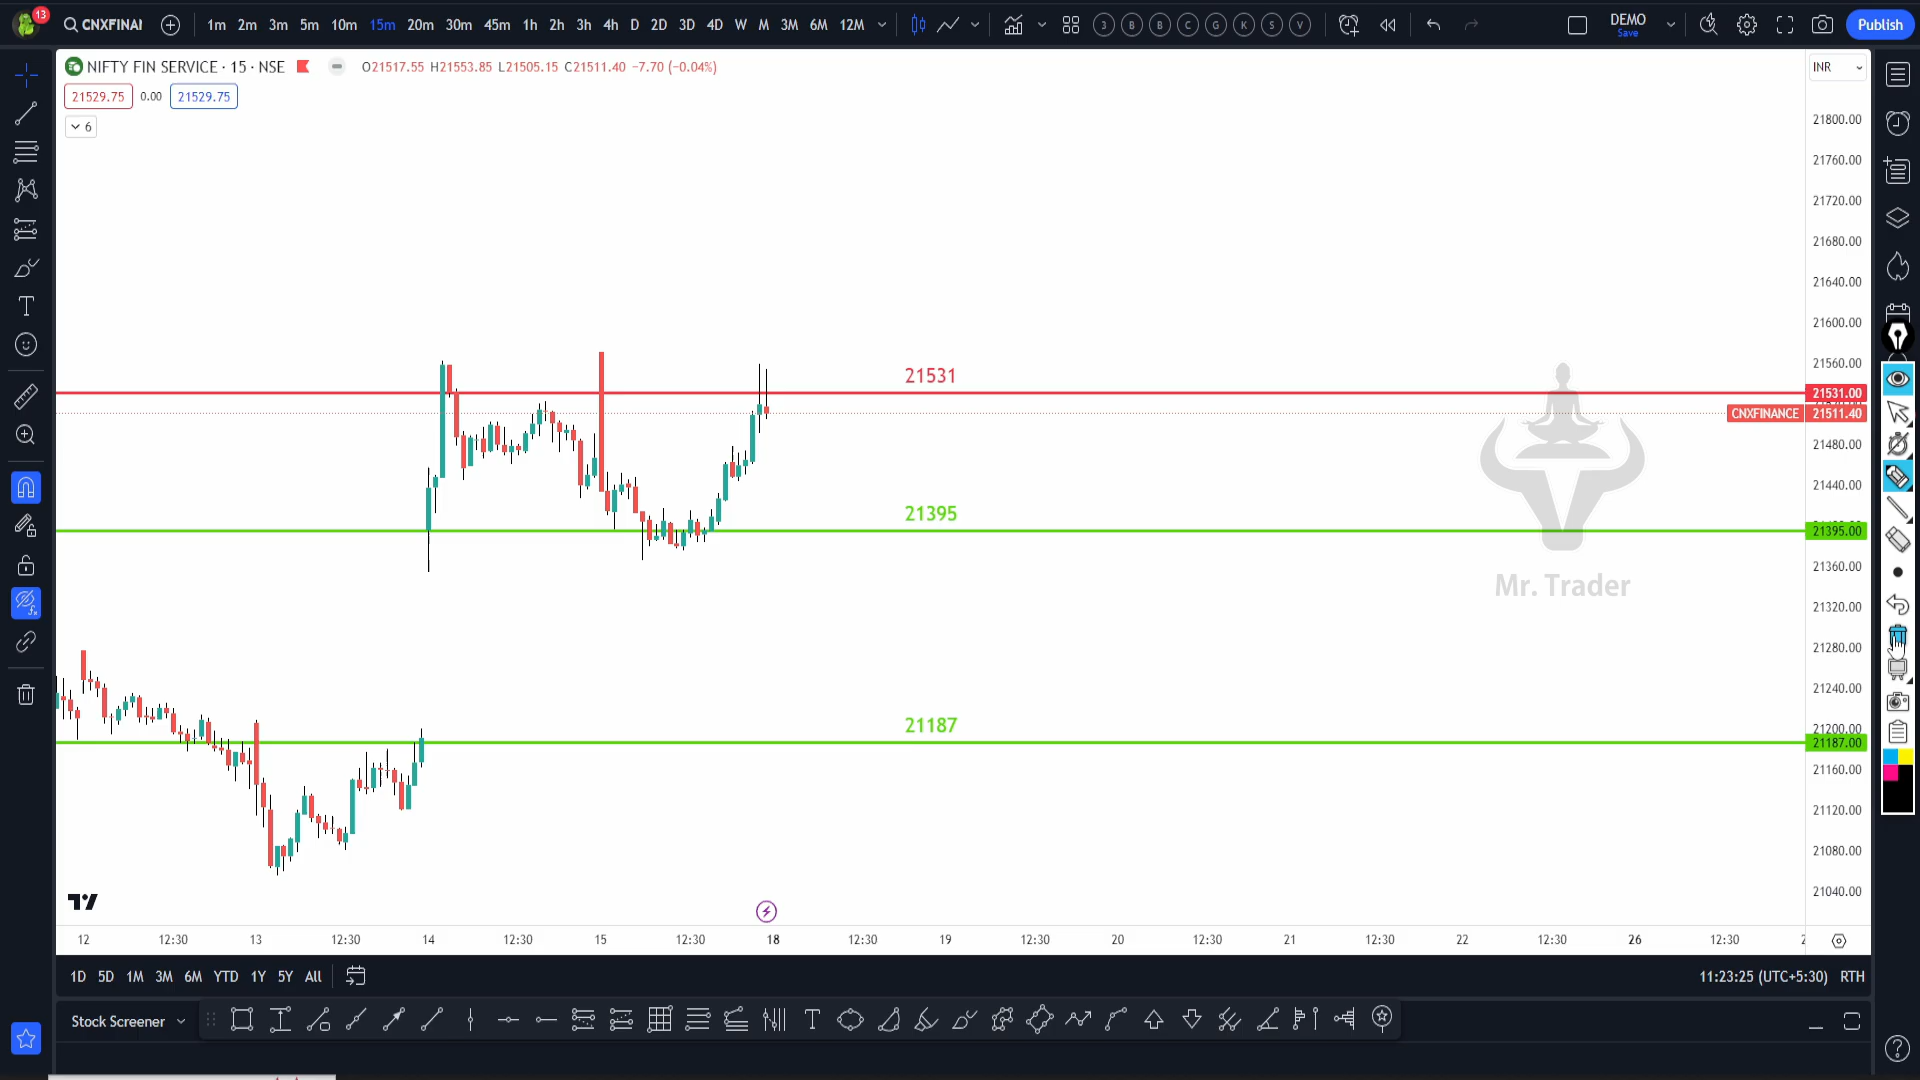 13
CNXFINAI
1m 2m 3m 5m 10m 15m 20m 30m 45m 1h 2h 3h 4h D 2D 3D 4D W M 3M 6M 12M
3 B B C G K S V
DEMO
Save
Publish
NIFTY FIN SERVICE · 15 · NSE
O21517.55 H21553.85 L21505.15 C21511.40 −7.70 (−0.04%)
INR
21529.75 0.00 21529.75
6
21800.00
21760.00
21720.00
21680.00
21640.00
21600.00
21560.00
21531
21531.00
CNXFINANCE 21511.40
21480.00
21440.00
21395
21395.00
21360.00
Mr. Trader
21320.00
21280.00
21240.00
21200.00
21187
21187.00
21160.00
21120.00
21080.00
21040.00
12 12:30 13 12:30 14 12:30 15 12:30 18 12:30 19 12:30 20 12:30 21 12:30 22 12:30 26 12:30 2
1D 5D 1M 3M 6M YTD 1Y 5Y All
11:23:25 (UTC+5:30) RTH
Stock Screener